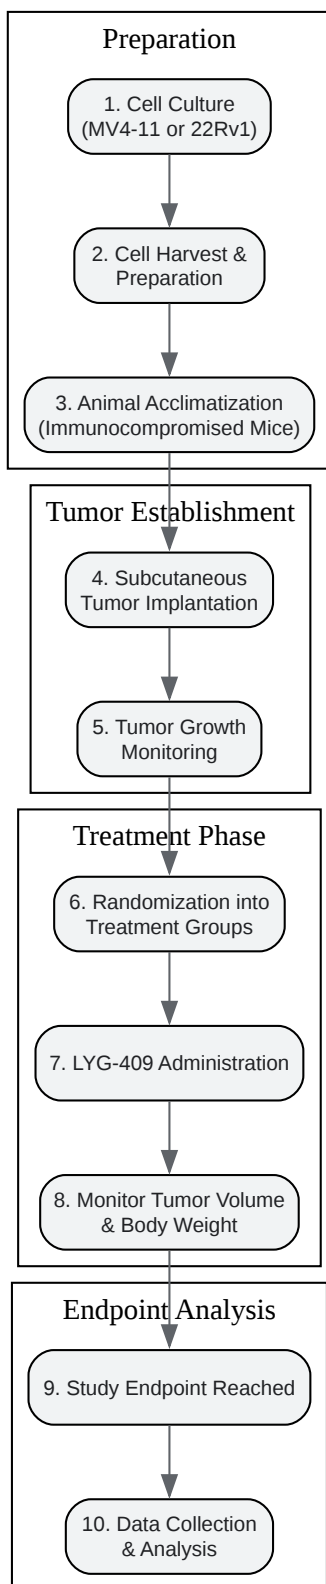 Preparation
1. Cell Culture
(MV4-11 or 22Rv1)
2. Cell Harvest &
Preparation
3. Animal Acclimatization
(Immunocompromised Mice)
Tumor Establishment
4. Subcutaneous
Tumor Implantation
5. Tumor Growth
Monitoring
Treatment Phase
6. Randomization into
Treatment Groups
7. LYG-409 Administration
8. Monitor Tumor Volume
& Body Weight
Endpoint Analysis
9. Study Endpoint Reached
10. Data Collection
& Analysis